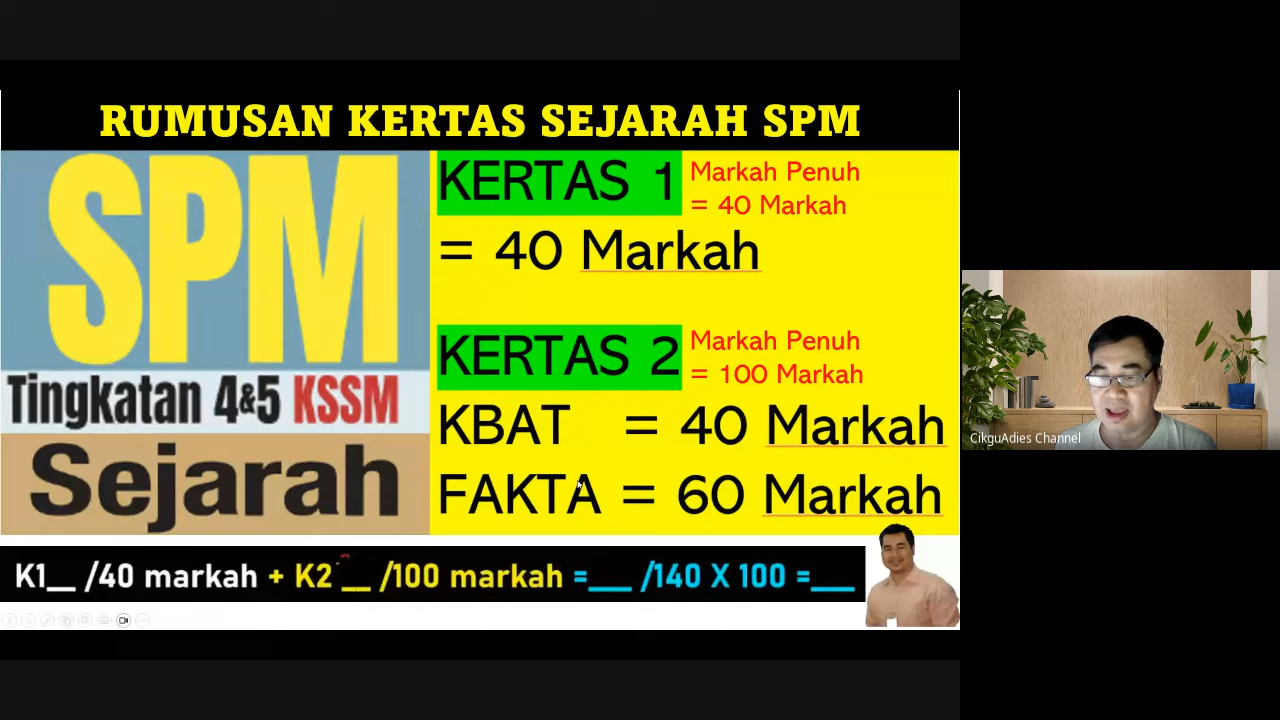 RUMUSAN KERTAS SEJARAH SPM
SPM
Tingkatan 4&5 KSSM
Sejarah
KERTAS 1
Markah Penuh
= 40 Markah
= 40 Markah
KERTAS 2
Markah Penuh
= 100 Markah
KBAT = 40 Markah
FAKTA = 60 Markah
K1__ /40 markah + K2 __ /100 markah =___ /140 X 100 =___
CikguAdies Channel